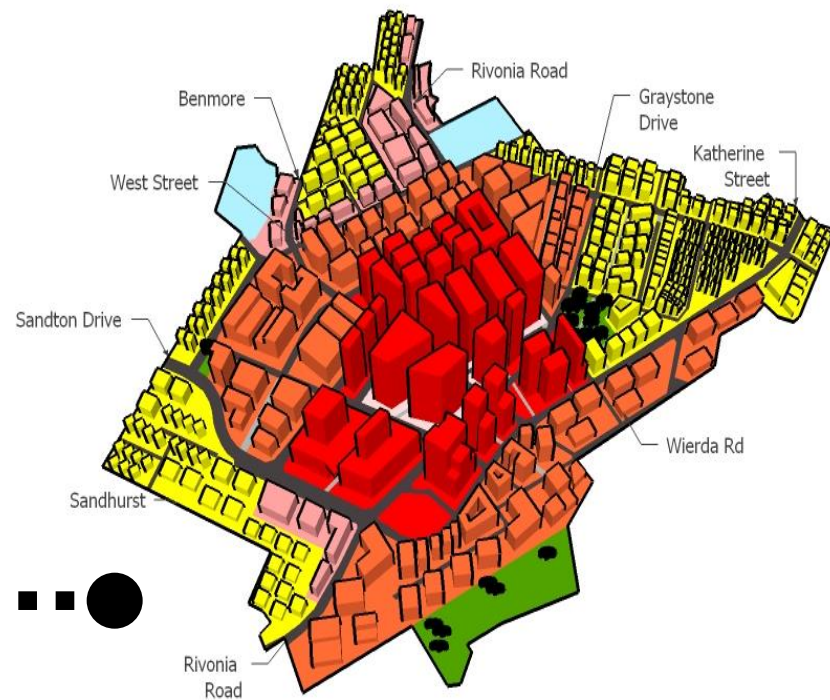 Rivonia Road
Benmore
Graystone
Drive
Katherine
Street
West Street
Sandton Drive
Wierda Rd
Sandhurst
Rivonia
Road